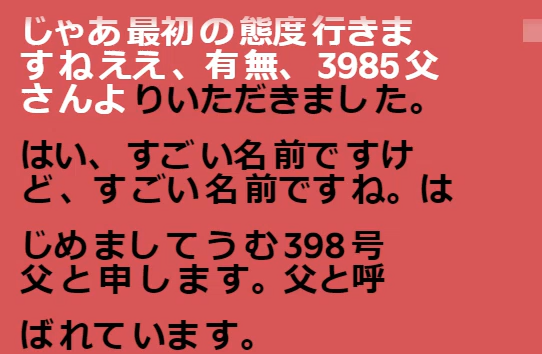 じゃあ最初の態度行きま
すねええ、有無、3985父
さんよりいただきました。
はい、すごい名前ですけ
ど、すごい名前ですね。は
じめましてうむ398号
父と申します。父と呼
ばれています。